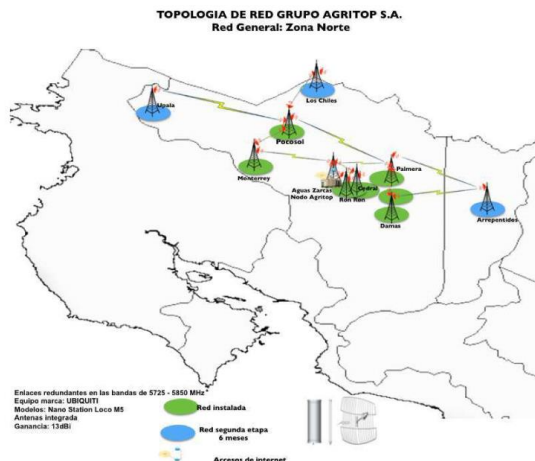 TOPOLOGIA DE RED GRUPO AGRITOP S.A.
Red General: Zona Norte
Los Chiles
Upala
Pocosol
Monterrey
Palmera
Cedral
Aguas Zarcas
Nodo Agritop
Ron Ron
Damas
Arrepentides
Enlaces redundantes en las bandas de 5725 - 5850 MHz
Equipo marca: UBIQUITI
Modelos: Nano Station Loco M5
Antenas integrada
Ganancia: 13dBi
Red instalada
Red segunda etapa
6 meses
Accesos de internet